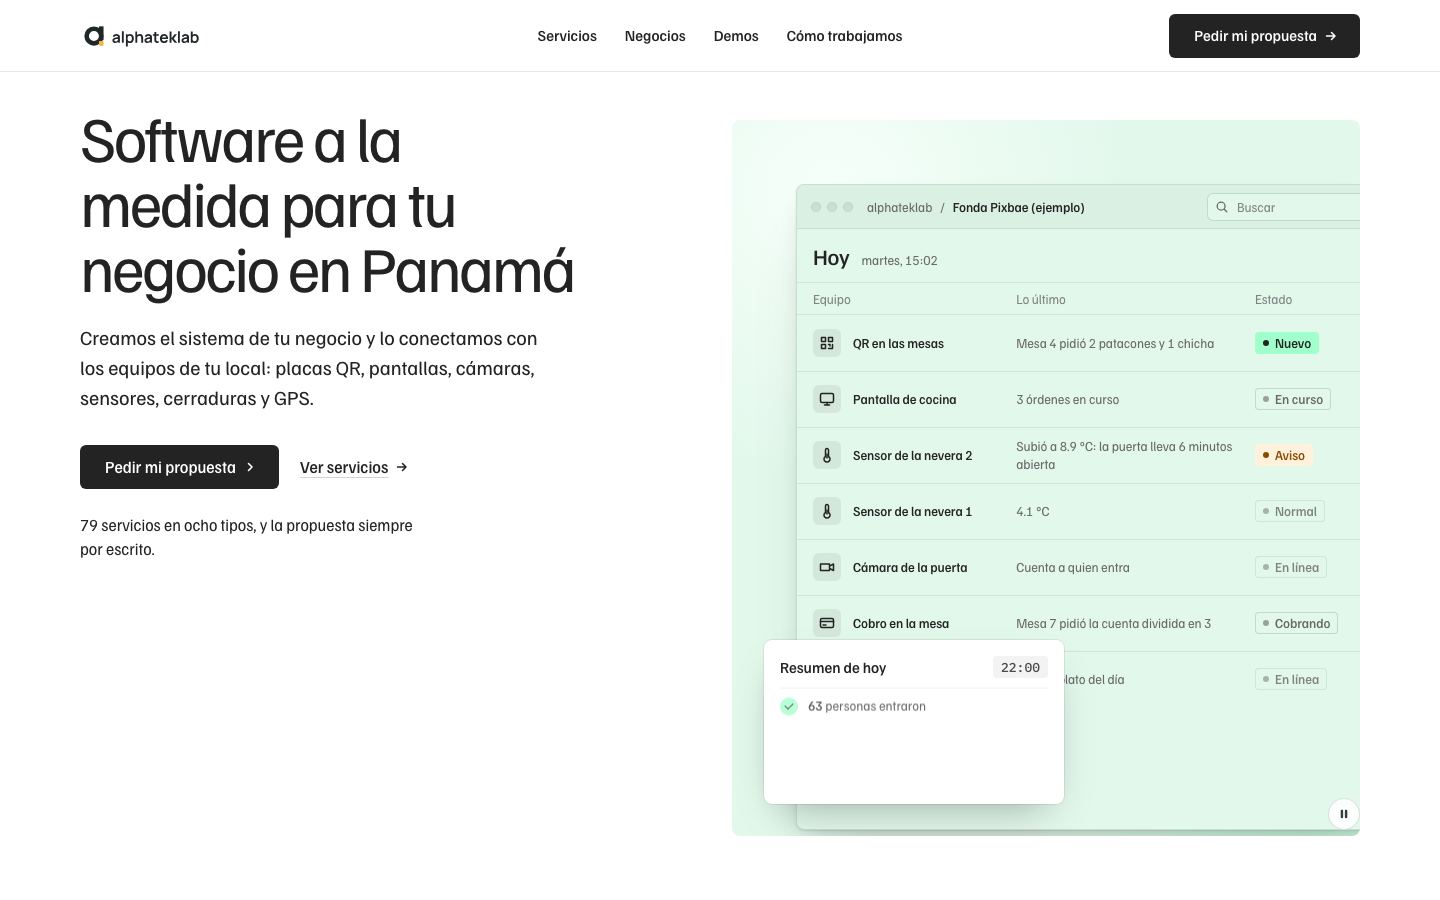 alphateklab
Servicios
Negocios
Demos
Cómo trabajamos
Pedir mi propuesta →
Software a la
medida para tu
negocio en Panamá
Creamos el sistema de tu negocio y lo conectamos con
los equipos de tu local: placas QR, pantallas, cámaras,
sensores, cerraduras y GPS.
Pedir mi propuesta
Ver servicios →
79 servicios en ocho tipos, y la propuesta siempre
por escrito.
alphateklab / Fonda Pixbae (ejemplo)
Buscar
Hoy martes, 15:02
Equipo Lo último Estado
QR en las mesas Mesa 4 pidió 2 patacones y 1 chicha Nuevo
Pantalla de cocina 3 órdenes en curso En curso
Sensor de la nevera 2 Subió a 8.9 °C: la puerta lleva 6 minutos
abierta Aviso
Sensor de la nevera 1 4.1 °C Normal
Cámara de la puerta Cuenta a quien entra En línea
Cobro en la mesa Mesa 7 pidió la cuenta dividida en 3 Cobrando
del día En línea
Resumen de hoy 22:00
63 personas entraron